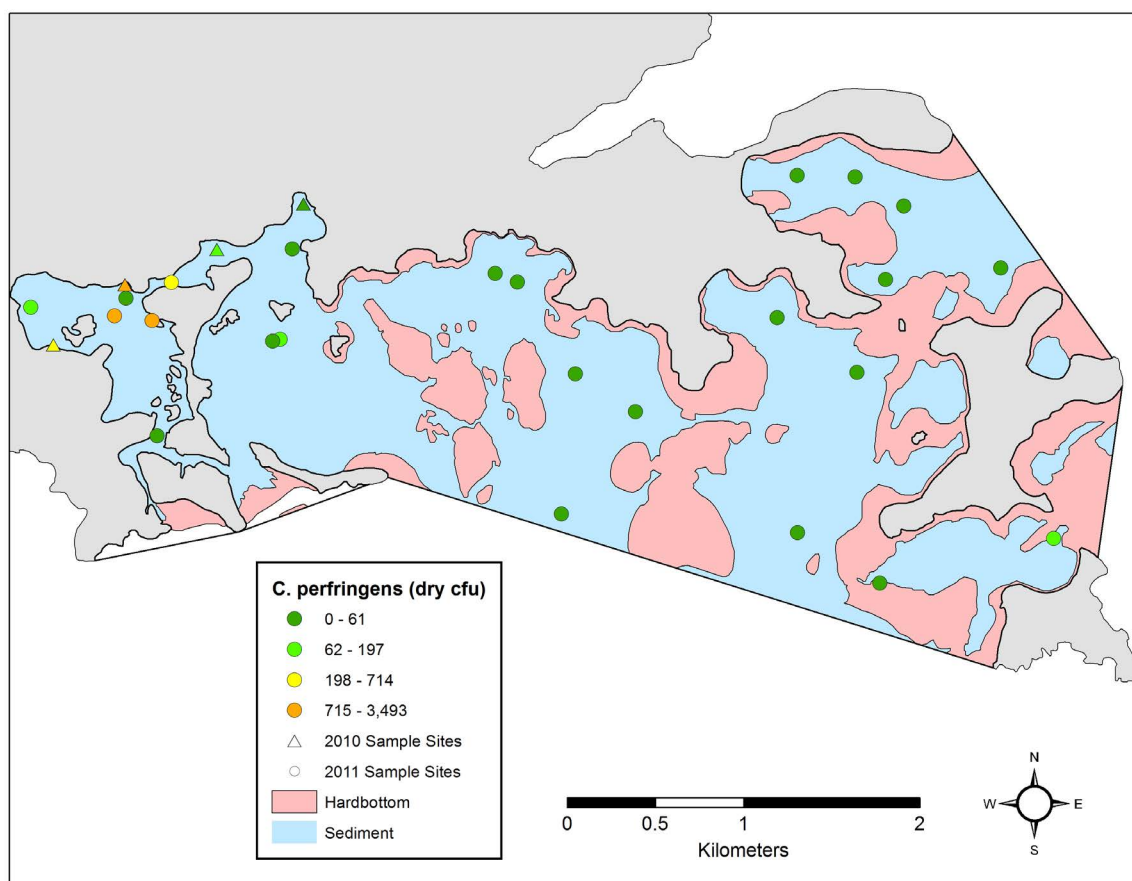 C. perfringens (dry cfu)
0 - 61
62 - 197
198 - 714
715 - 3,493
2010 Sample Sites
2011 Sample Sites
Hardbottom
Sediment
0 0.5 1 2
Kilometers
N
W E
S